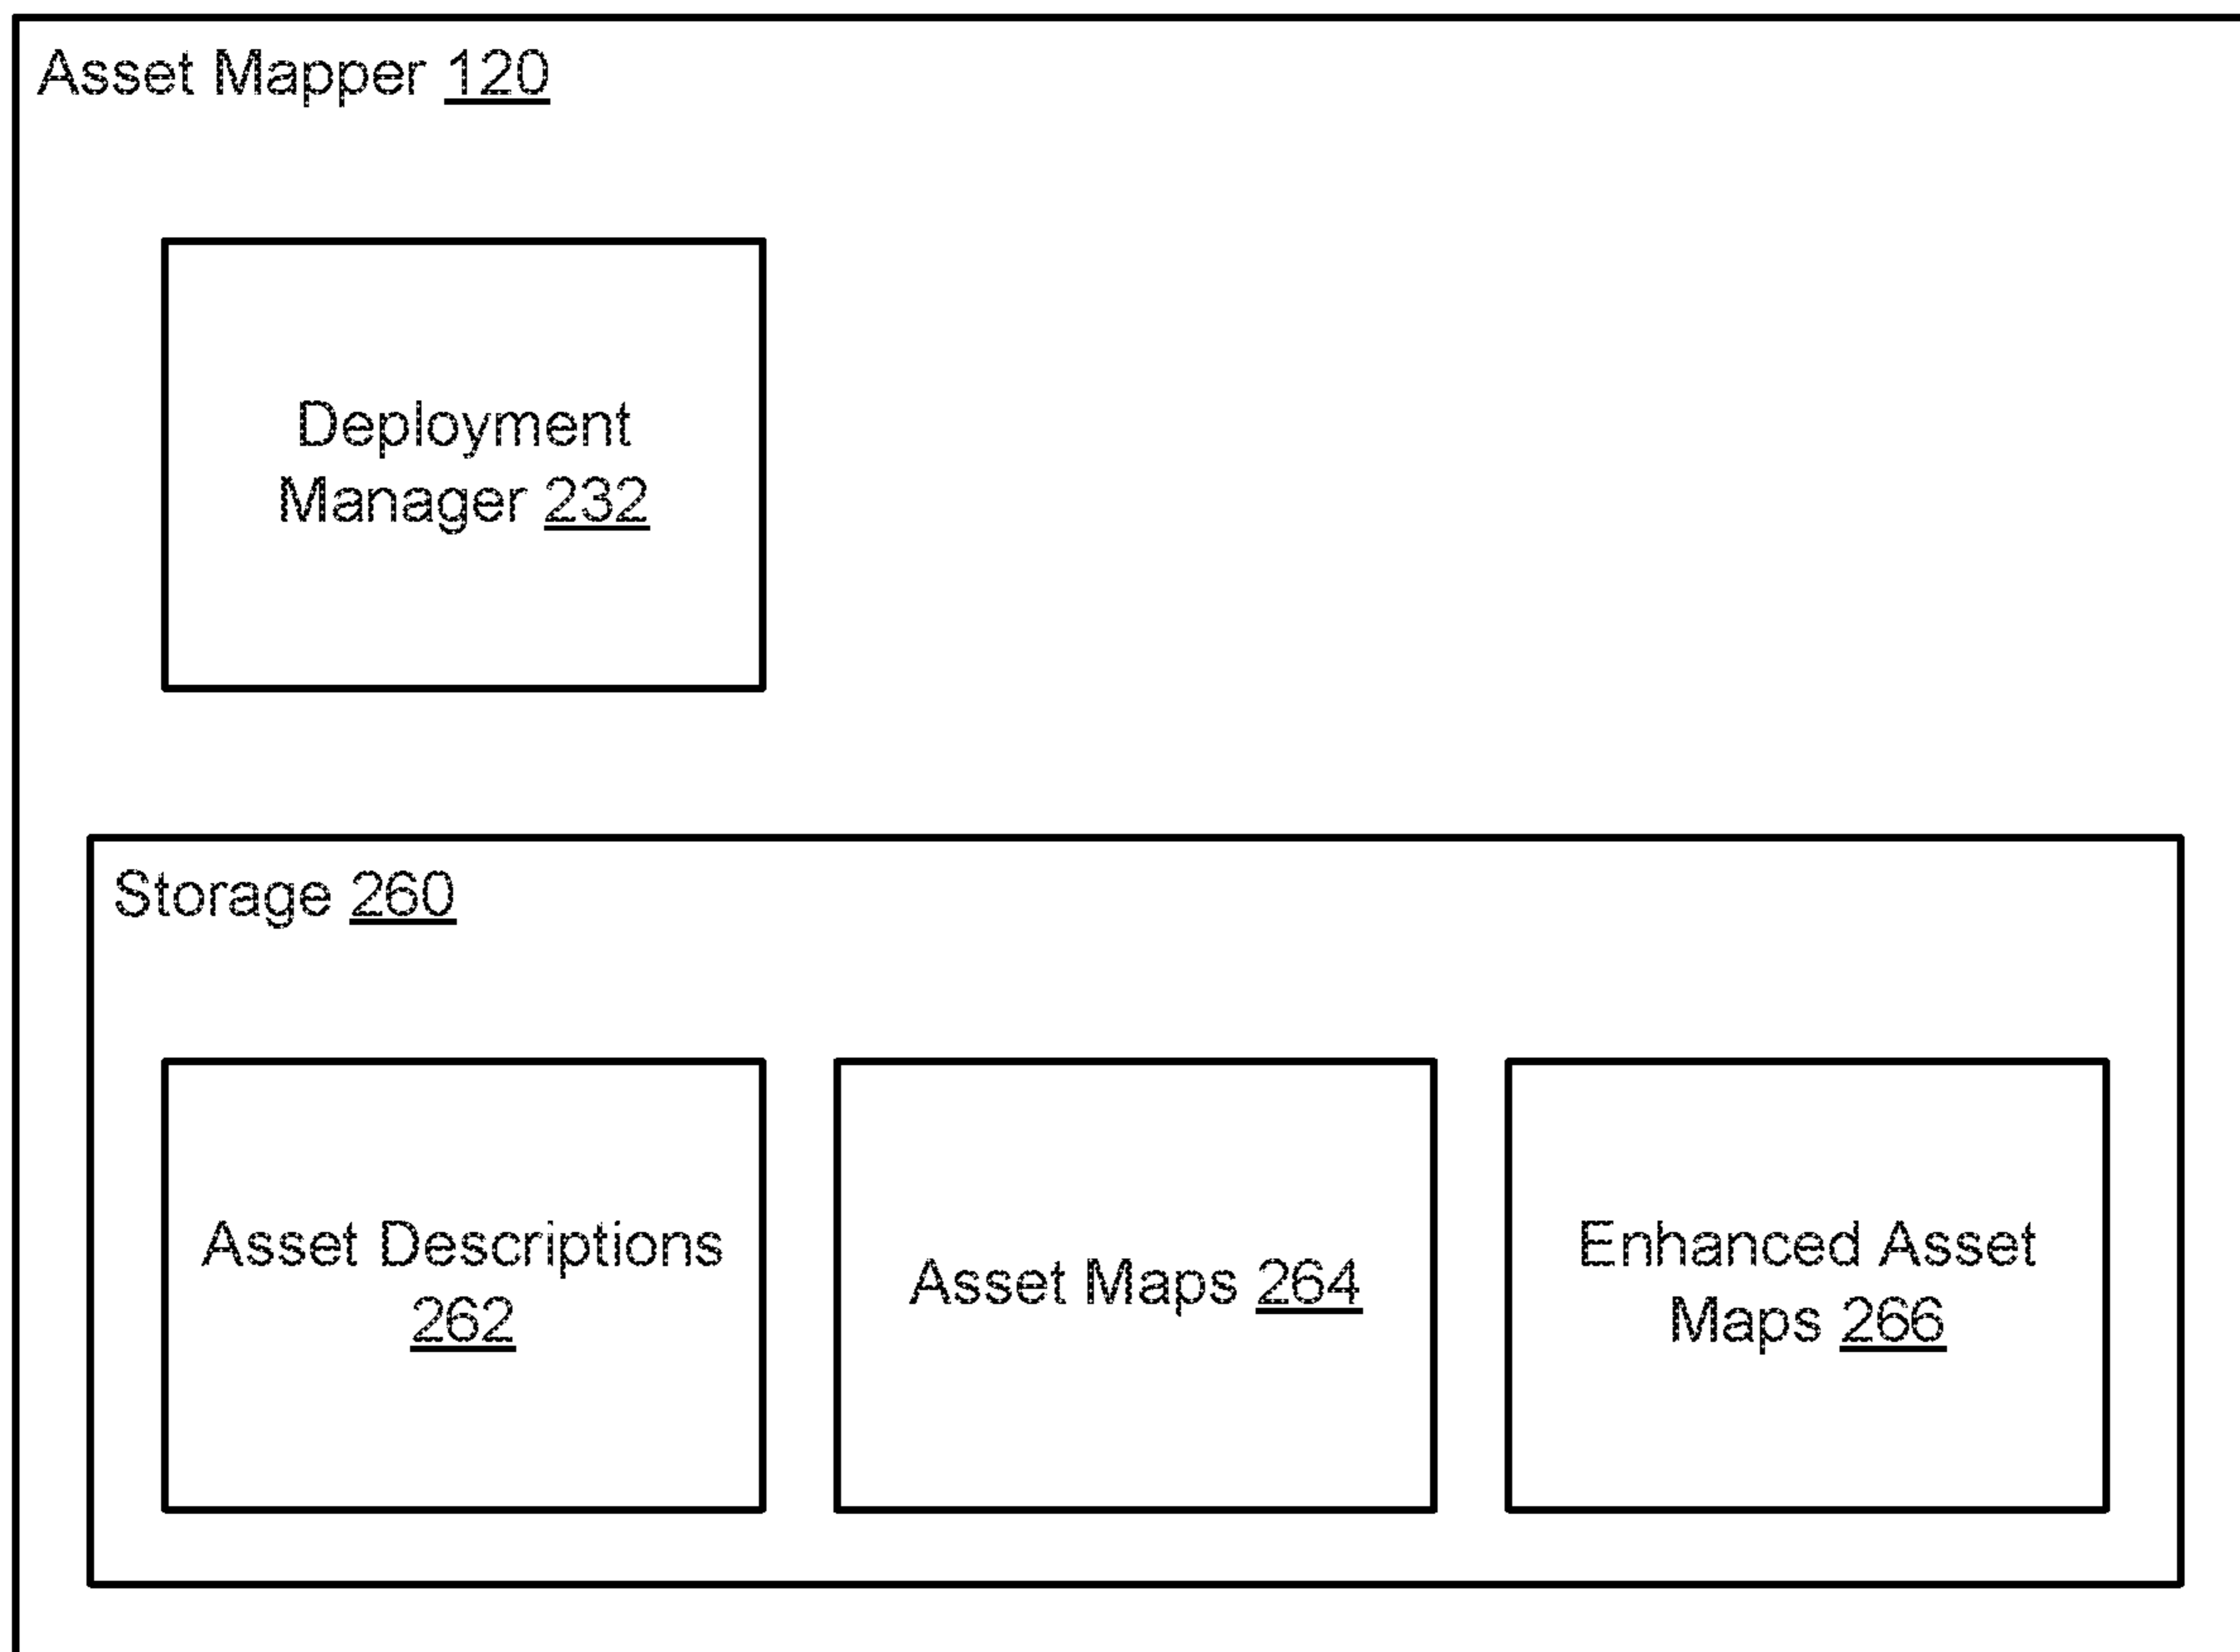 Asset Mapper 120
Deployment
Manager 232
Storage 260
Asset Descriptions
262
Asset Maps 264
Enhanced Asset
Maps 266